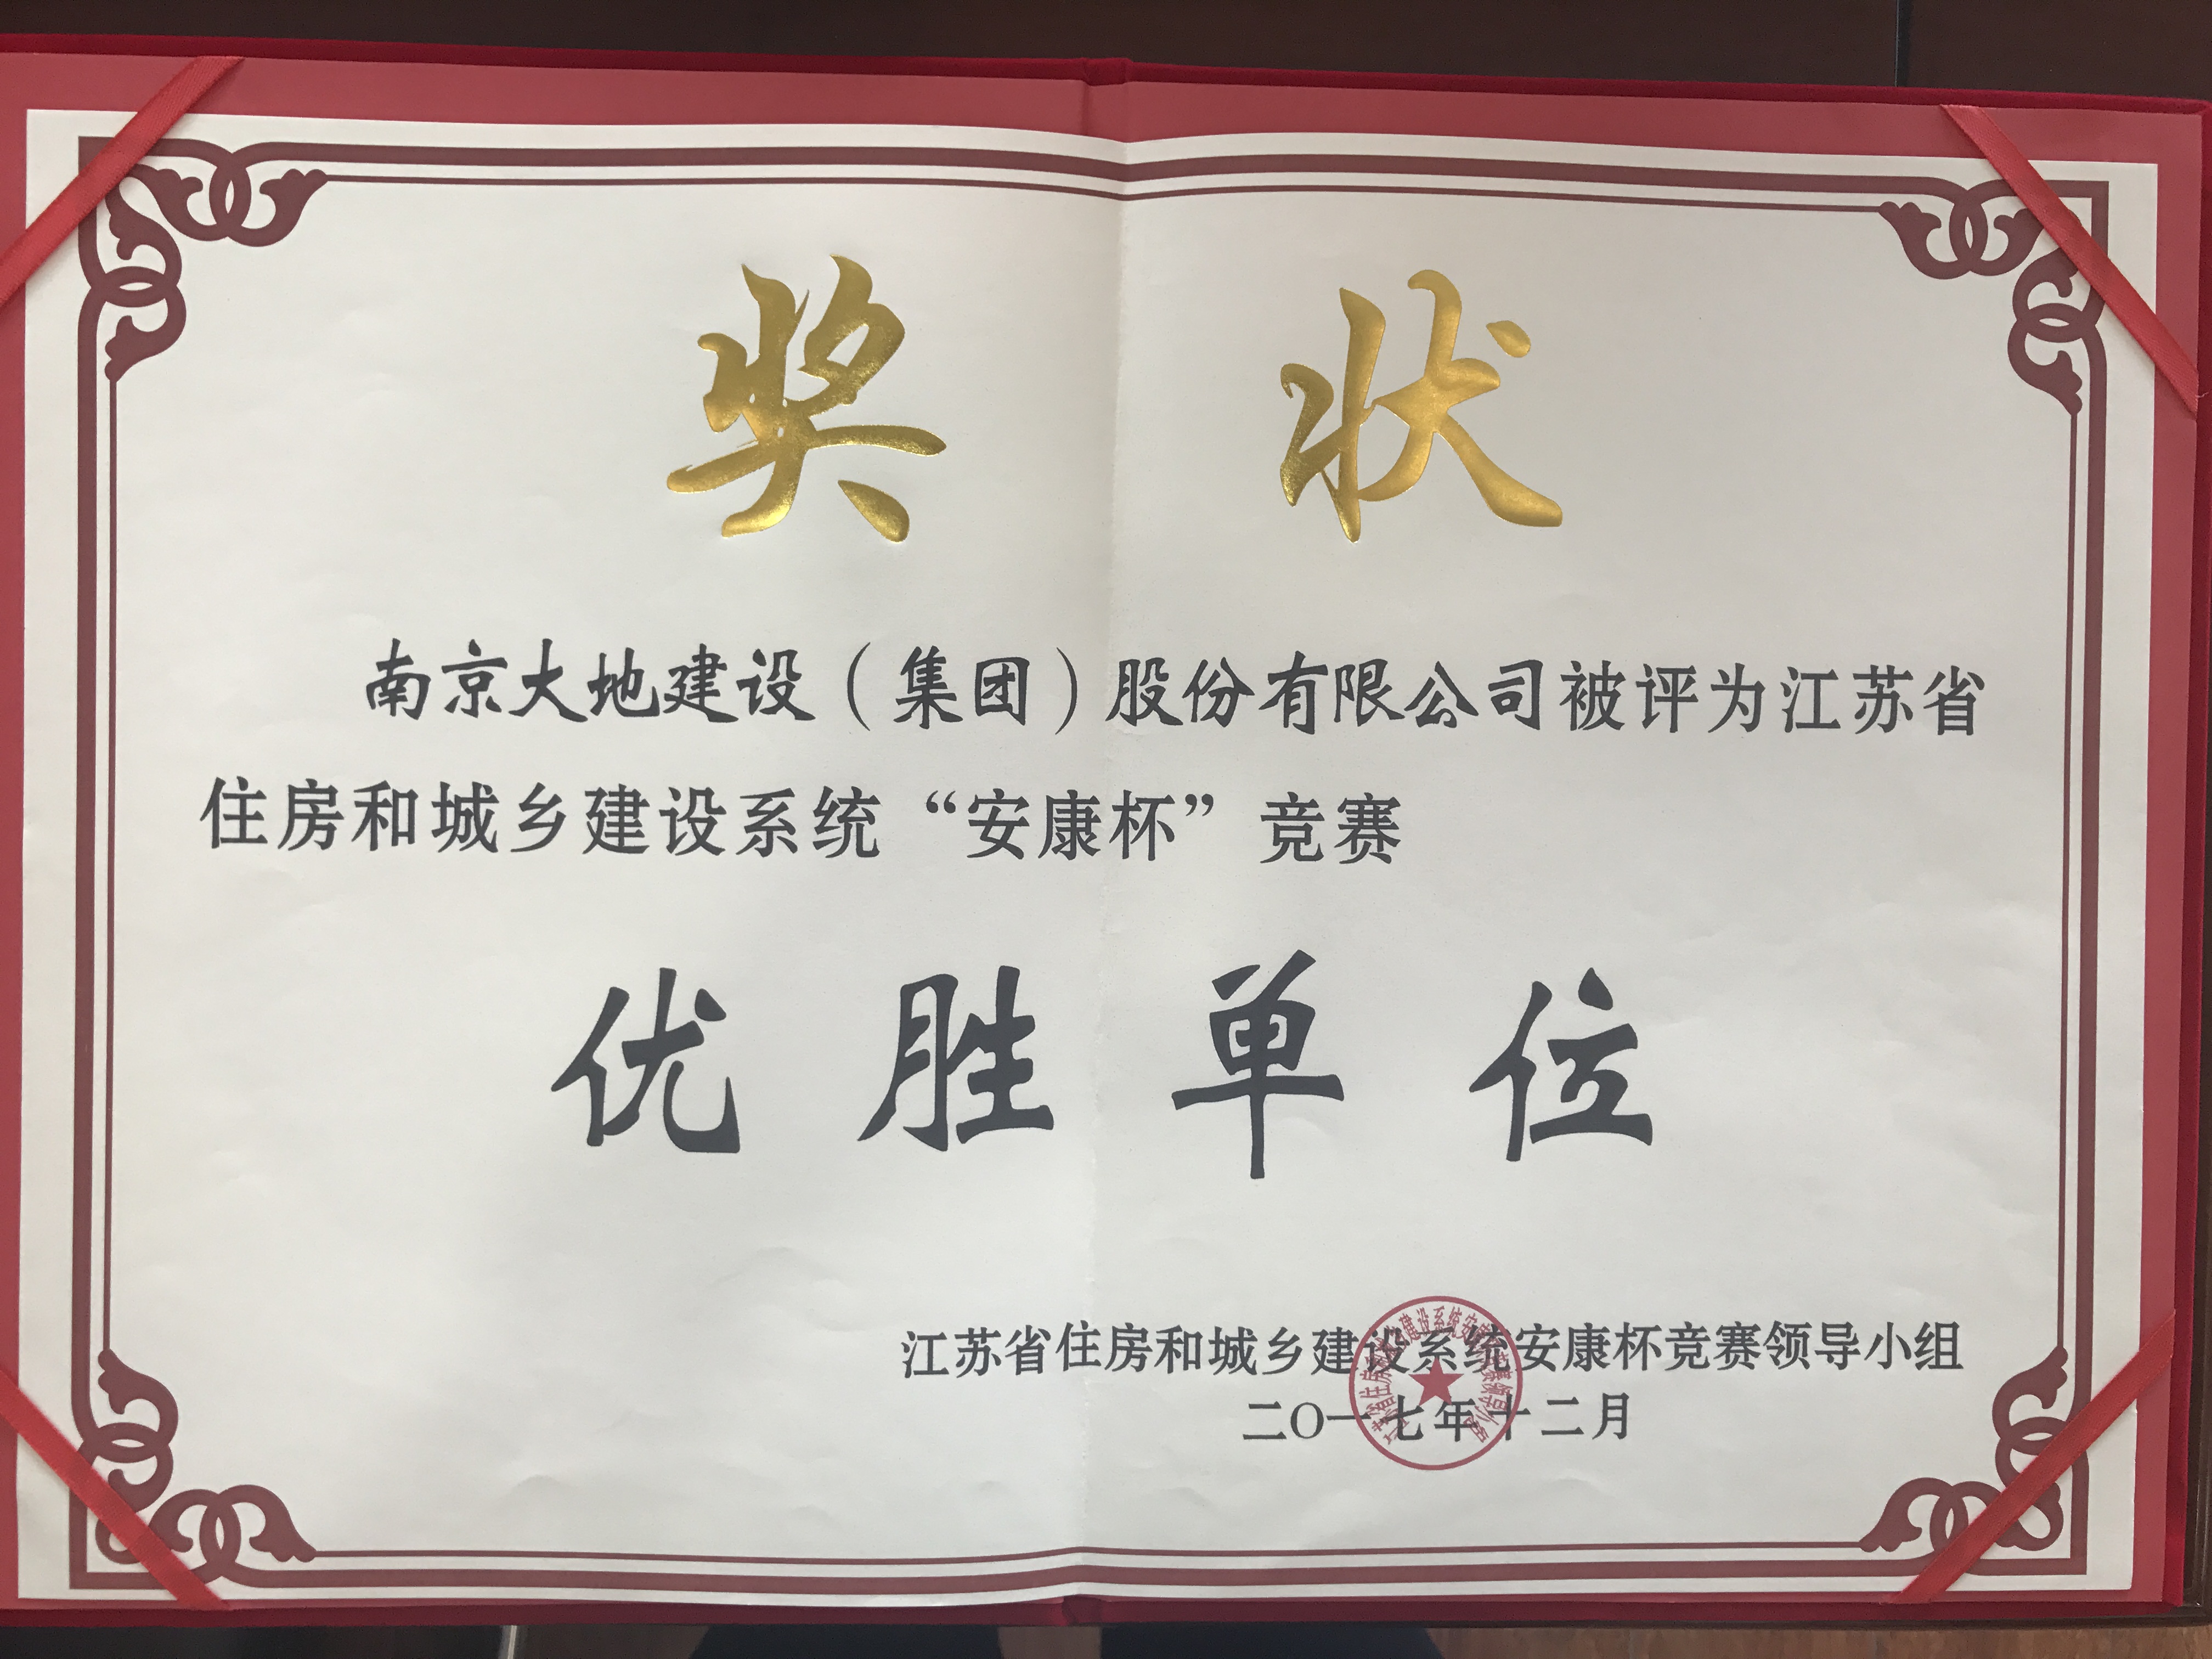 奖 状
南京大地建设（集团）股份有限公司被评为江苏省
住房和城乡建设系统“安康杯”竞赛
优胜单位
江苏省住房和城乡建设系统安康杯竞赛领导小组
二〇一七年十二月